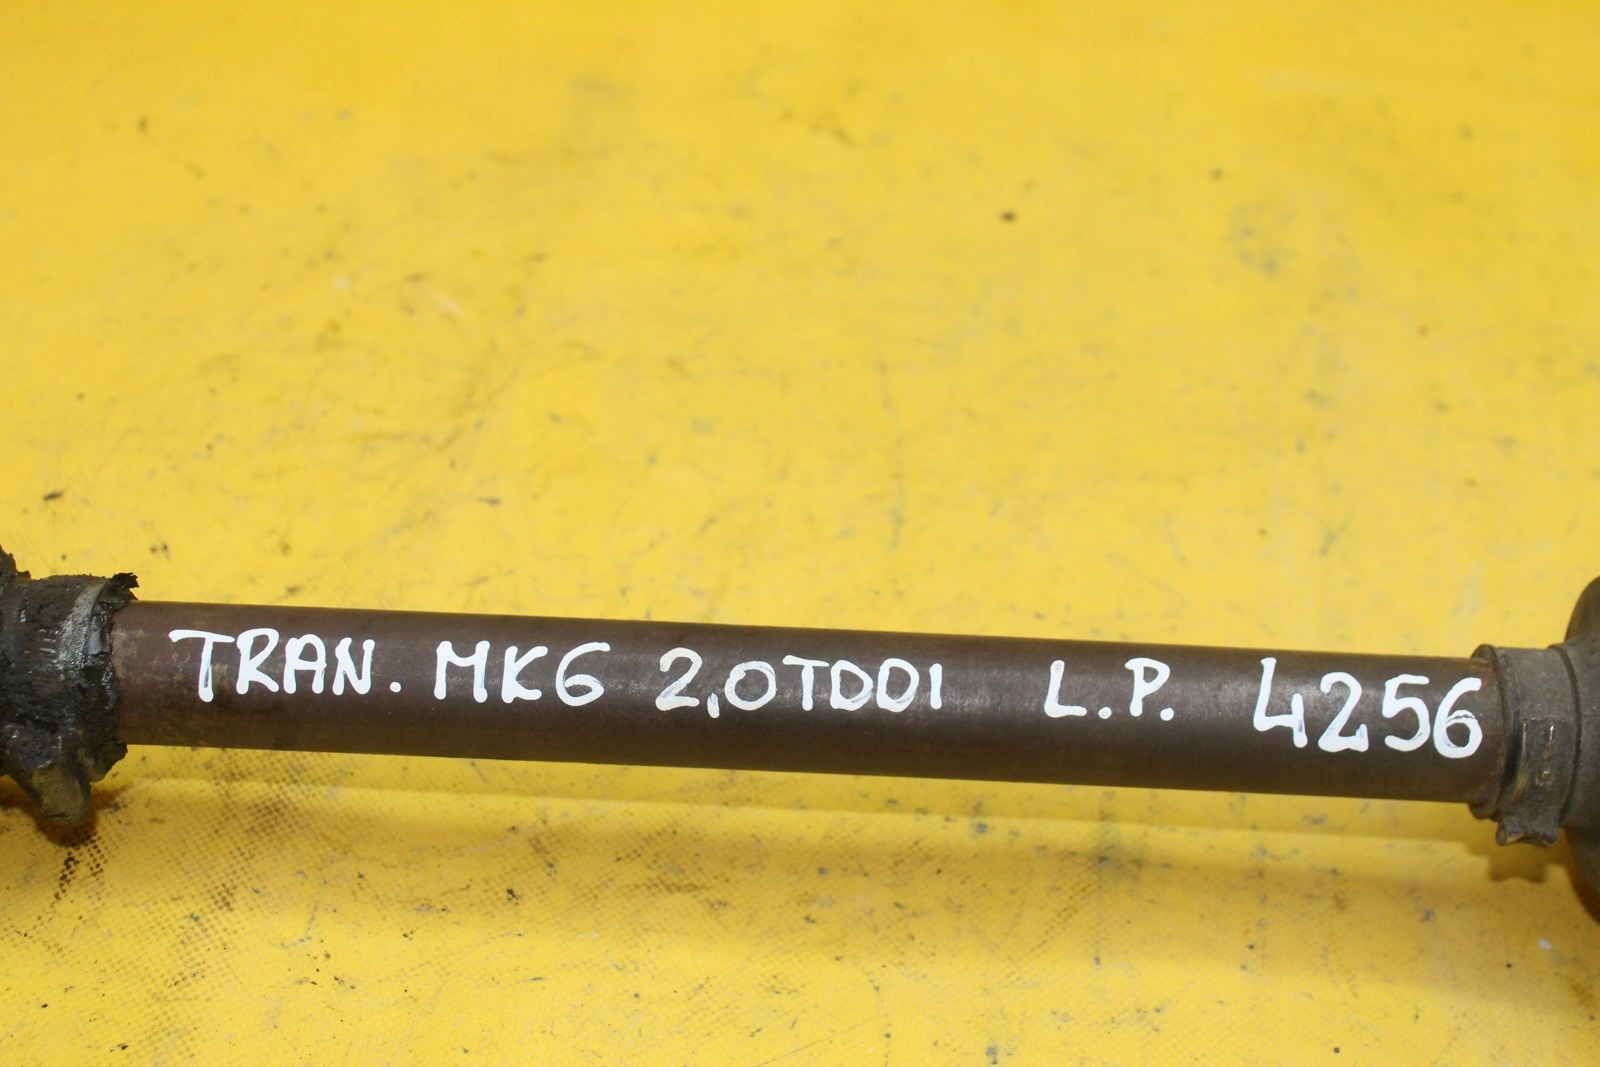 TRAN. MK6 2,0TDDI L.P. 4256